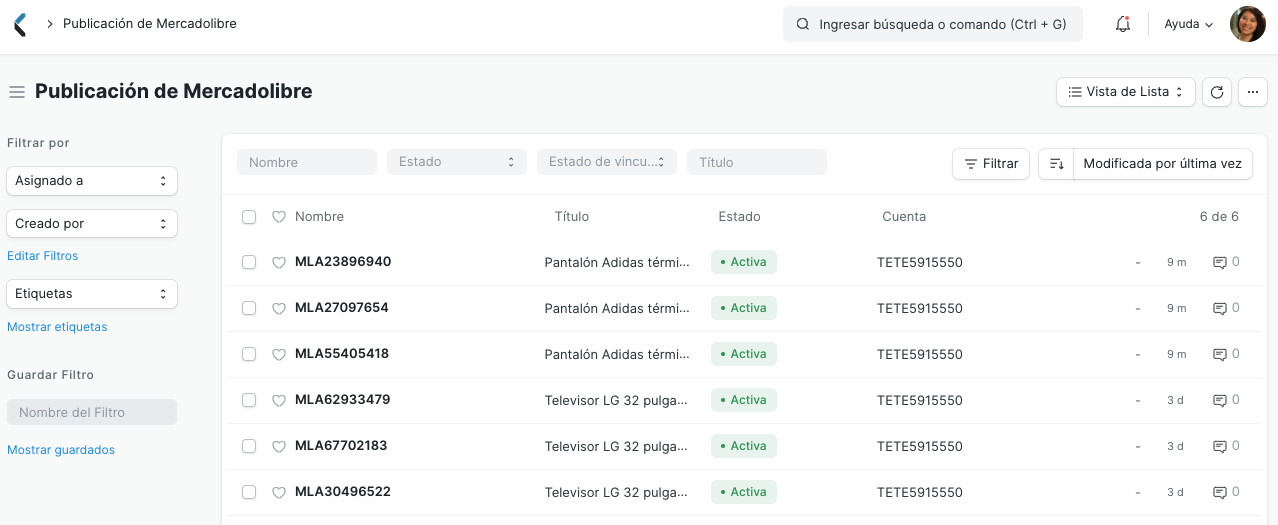 Publicación de Mercadolibre
Ingresar búsqueda o comando (Ctrl + G)
Ayuda
Publicación de Mercadolibre
Vista de Lista
Filtrar por
Asignado a
Creado por
Editar Filtros
Etiquetas
Mostrar etiquetas
Guardar Filtro
Nombre del Filtro
Mostrar guardados
Nombre Estado Estado de vincu... Título
Filtrar Modificada por última vez
Nombre Título Estado Cuenta 6 de 6
MLA23896940 Pantalón Adidas térmi... Activa TETE5915550 - 9 m 0
MLA27097654 Pantalón Adidas térmi... Activa TETE5915550 - 9 m 0
MLA55405418 Pantalón Adidas térmi... Activa TETE5915550 - 9 m 0
MLA62933479 Televisor LG 32 pulga... Activa TETE5915550 - 3 d 0
MLA67702183 Televisor LG 32 pulga... Activa TETE5915550 - 3 d 0
MLA30496522 Televisor LG 32 pulga... Activa TETE5915550 - 3 d 0